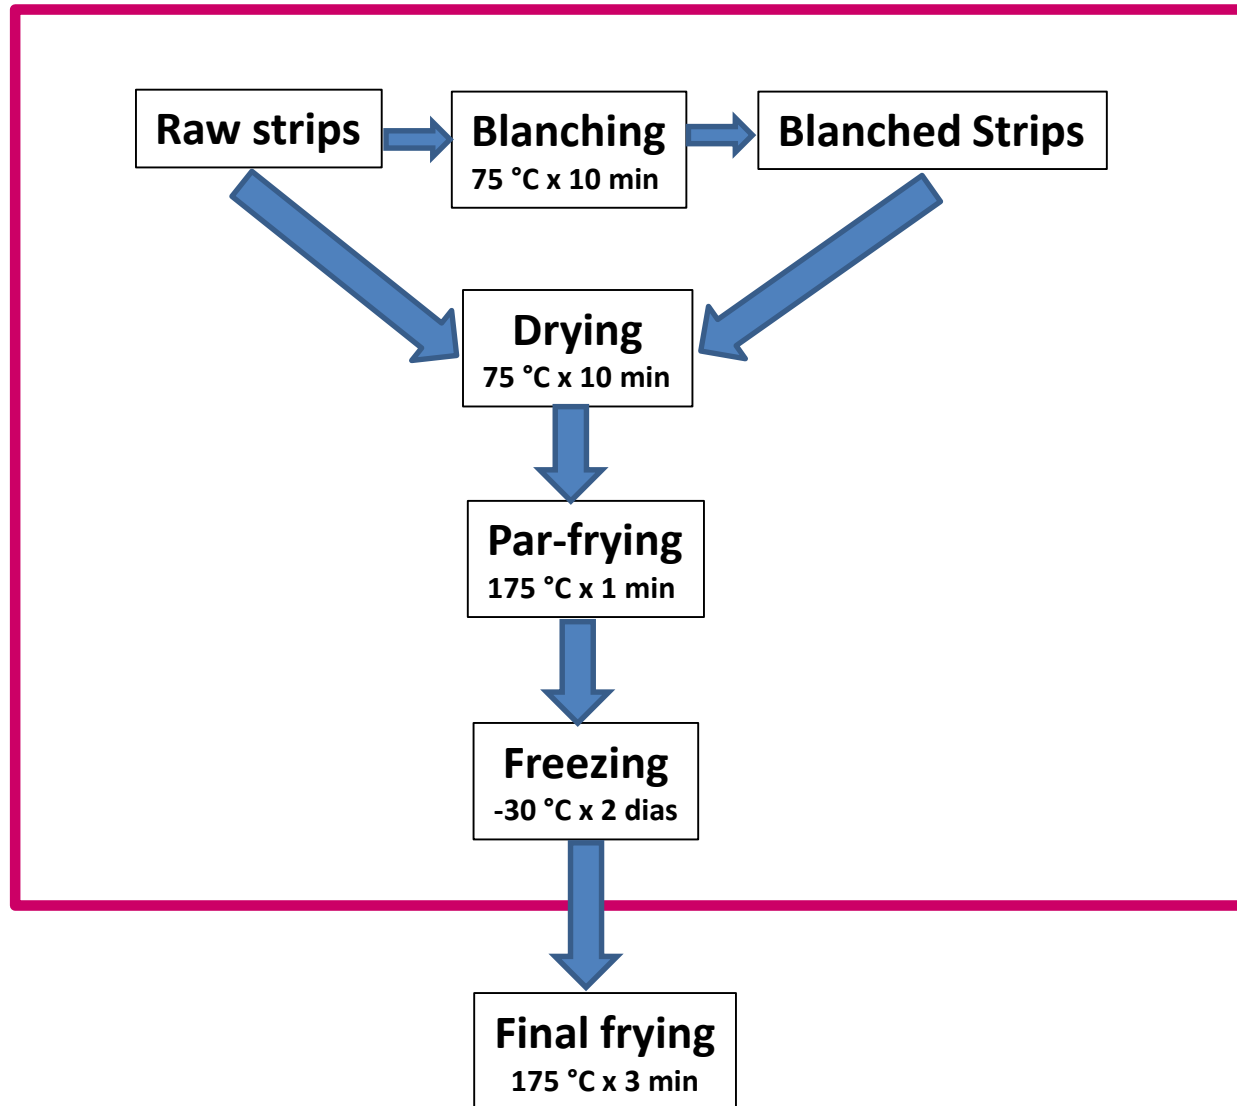 Raw strips
Blanching
75 °C x 10 min
Blanched Strips
Drying
75 °C x 10 min
Par-frying
175 °C x 1 min
Freezing
-30 °C x 2 dias
Final frying
175 °C x 3 min